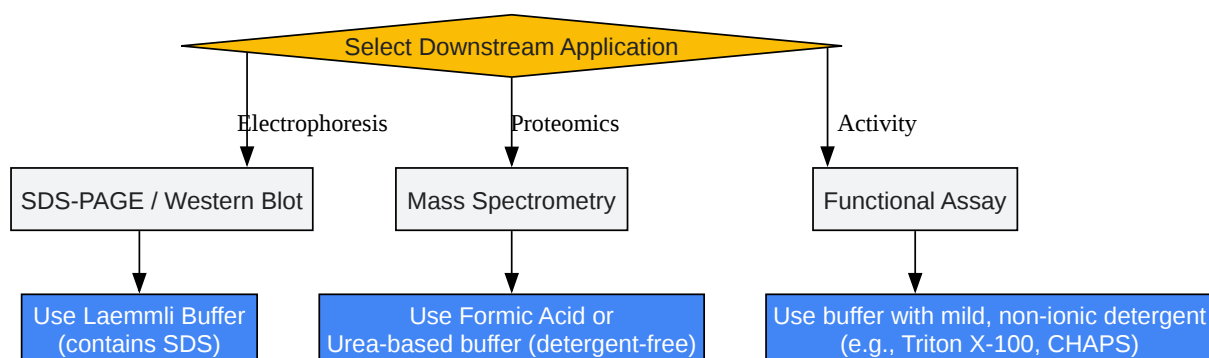 Select Downstream Application
Electrophoresis
Proteomics
Activity
SDS-PAGE / Western Blot
Mass Spectrometry
Functional Assay
Use Laemmli Buffer
(contains SDS)
Use Formic Acid or
Urea-based buffer (detergent-free)
Use buffer with mild, non-ionic detergent
(e.g., Triton X-100, CHAPS)